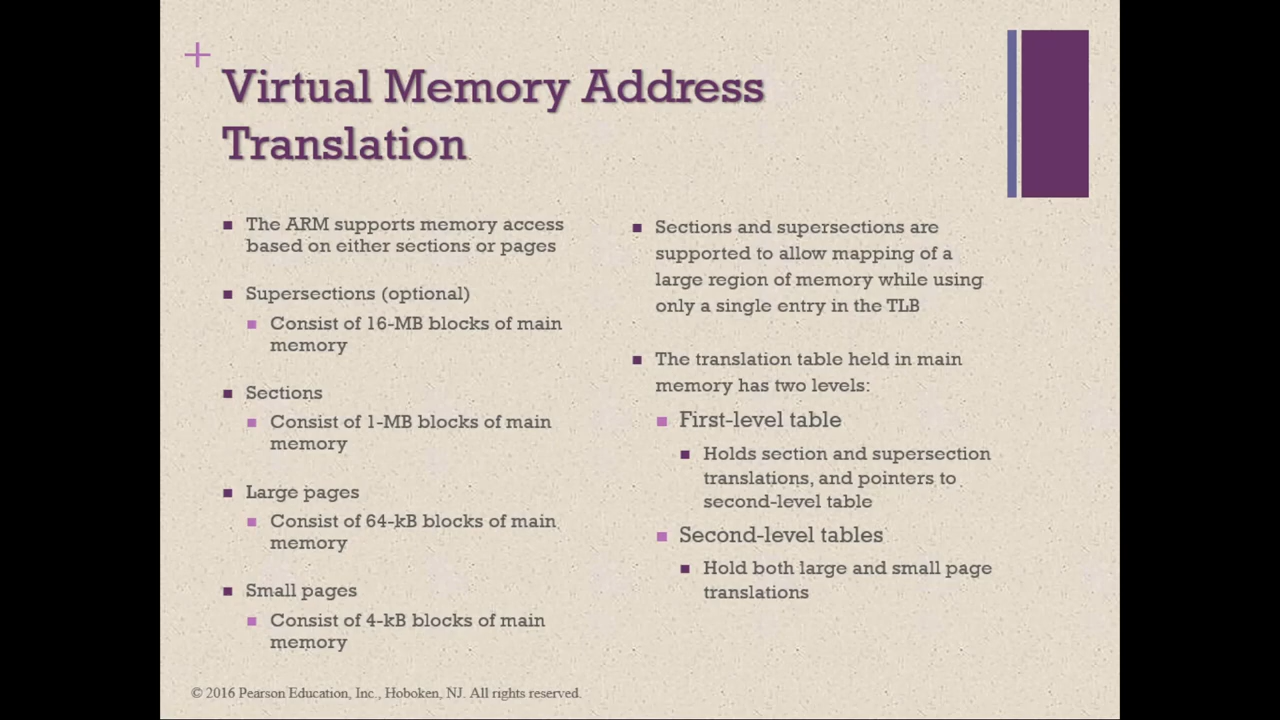 +
Virtual Memory Address
Translation
The ARM supports memory access
based on either sections or pages
Supersections (optional)
Consist of 16-MB blocks of main
memory
Sections
Consist of 1-MB blocks of main
memory
Large pages
Consist of 64-kB blocks of main
memory
Small pages
Consist of 4-kB blocks of main
memory
Sections and supersections are
supported to allow mapping of a
large region of memory while using
only a single entry in the TLB
The translation table held in main
memory has two levels:
First-level table
Holds section and supersection
translations, and pointers to
second-level table
Second-level tables
Hold both large and small page
translations
© 2016 Pearson Education, Inc., Hoboken, NJ. All rights reserved.